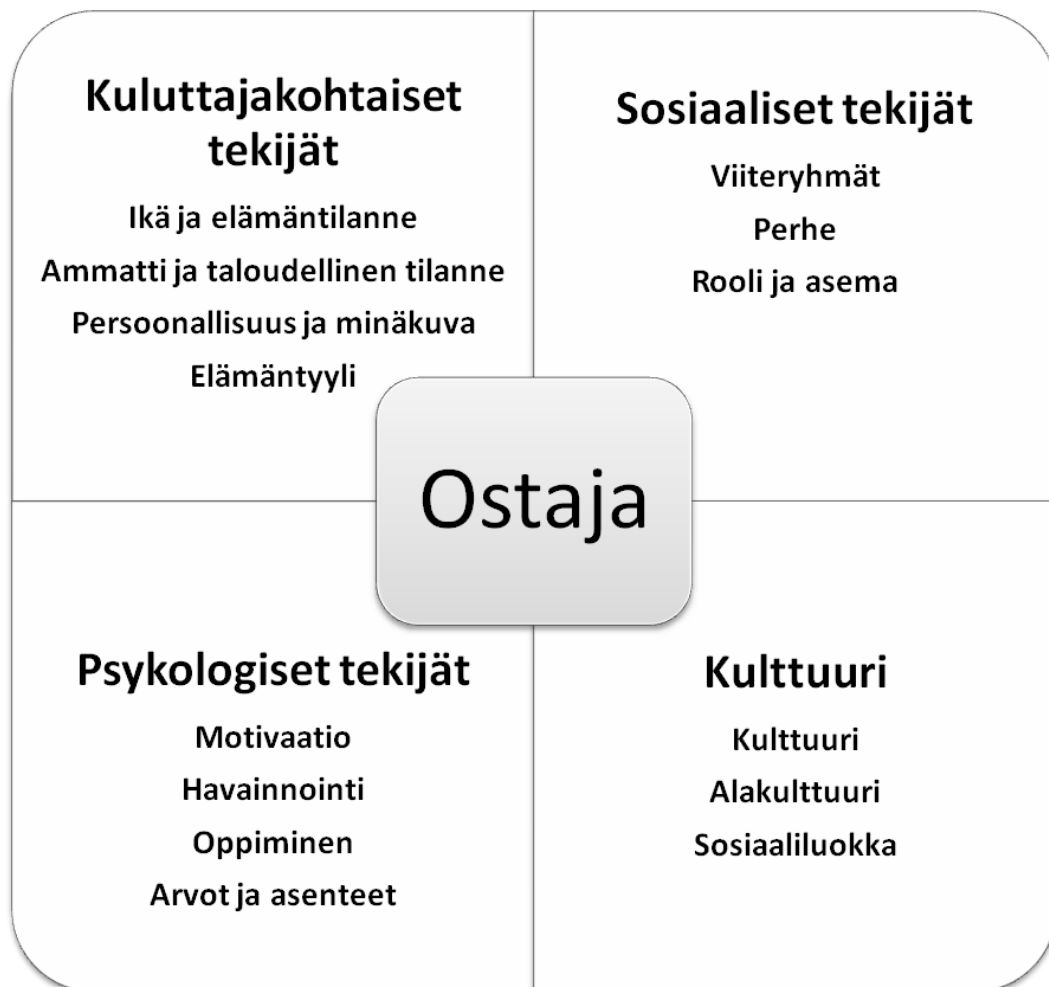 Kuluttajakohtaiset
tekijät
Ikä ja elämäntilanne
Ammatti ja taloudellinen tilanne
Persoonallisuus ja minäkuva
Elämäntyyli
Sosiaaliset tekijät
Viiteryhmät
Perhe
Rooli ja asema
Ostaja
Psykologiset tekijät
Motivaatio
Havainnointi
Oppiminen
Arvot ja asenteet
Kulttuuri
Kulttuuri
Alakulttuuri
Sosiaaliluokka